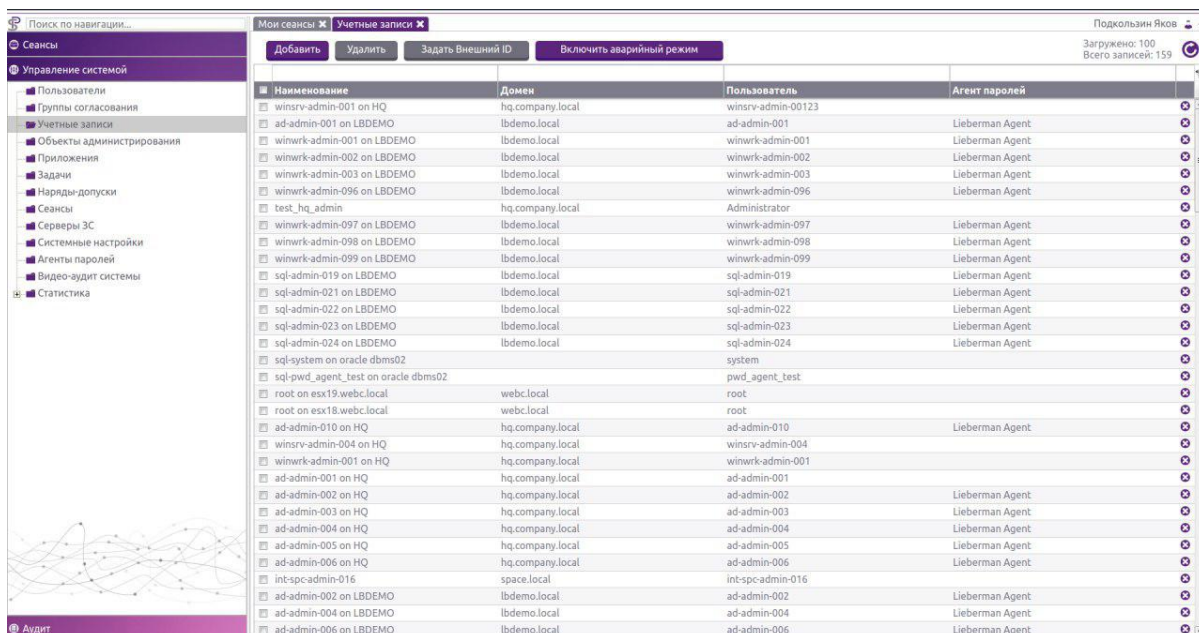 Поиск по навигации...
Мои сеансы Учетные записи Подкользин Яков
Сеансы
Управление системой
Пользователи
Группы согласования
Учетные записи
Объекты администрирования
Приложения
Задачи
Наряды-допуски
Сеансы
Серверы ЗС
Системные настройки
Агенты паролей
Видео-аудит системы
Статистика
Аудит
Добавить Удалить Задать Внешний ID Включить аварийный режим
Загружено: 100
Всего записей: 159
Наименование Домен Пользователь Агент паролей
winsrv-admin-001 on HQ hq.company.local winsrv-admin-00123
ad-admin-001 on LBDEMO lbdemo.local ad-admin-001 Lieberman Agent
winwrk-admin-001 on LBDEMO lbdemo.local winwrk-admin-001 Lieberman Agent
winwrk-admin-002 on LBDEMO lbdemo.local winwrk-admin-002 Lieberman Agent
winwrk-admin-003 on LBDEMO lbdemo.local winwrk-admin-003 Lieberman Agent
winwrk-admin-096 on LBDEMO lbdemo.local winwrk-admin-096 Lieberman Agent
test_hq_admin hq.company.local Administrator
winwrk-admin-097 on LBDEMO lbdemo.local winwrk-admin-097 Lieberman Agent
winwrk-admin-098 on LBDEMO lbdemo.local winwrk-admin-098 Lieberman Agent
winwrk-admin-099 on LBDEMO lbdemo.local winwrk-admin-099 Lieberman Agent
sql-admin-019 on LBDEMO lbdemo.local sql-admin-019 Lieberman Agent
sql-admin-021 on LBDEMO lbdemo.local sql-admin-021 Lieberman Agent
sql-admin-022 on LBDEMO lbdemo.local sql-admin-022 Lieberman Agent
sql-admin-023 on LBDEMO lbdemo.local sql-admin-023 Lieberman Agent
sql-admin-024 on LBDEMO lbdemo.local sql-admin-024 Lieberman Agent
sql-system on oracle dbms02 system
sql-pwd_agent_test on oracle dbms02 pwd_agent_test
root on esx19.webc.local webc.local root
root on esx18.webc.local webc.local root
ad-admin-010 on HQ hq.company.local ad-admin-010 Lieberman Agent
winsrv-admin-004 on HQ hq.company.local winsrv-admin-004
winwrk-admin-001 on HQ hq.company.local winwrk-admin-001
ad-admin-001 on HQ hq.company.local ad-admin-001
ad-admin-002 on HQ hq.company.local ad-admin-002 Lieberman Agent
ad-admin-003 on HQ hq.company.local ad-admin-003 Lieberman Agent
ad-admin-004 on HQ hq.company.local ad-admin-004 Lieberman Agent
ad-admin-005 on HQ hq.company.local ad-admin-005 Lieberman Agent
ad-admin-006 on HQ hq.company.local ad-admin-006 Lieberman Agent
int-spc-admin-016 space.local int-spc-admin-016
ad-admin-002 on LBDEMO lbdemo.local ad-admin-002 Lieberman Agent
ad-admin-004 on LBDEMO lbdemo.local ad-admin-004 Lieberman Agent
ad-admin-006 on LBDEMO lbdemo.local ad-admin-006 Lieberman Agent